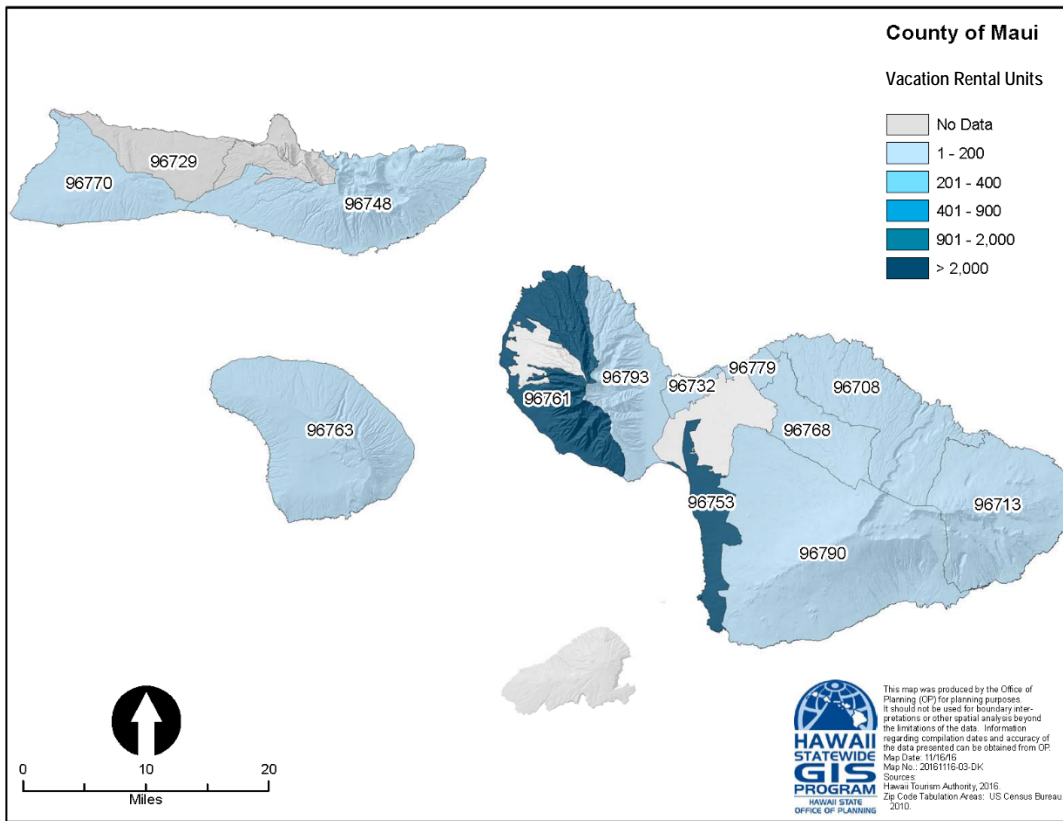 County of Maui
Vacation Rental Units
No Data
1 - 200
201 - 400
401 - 900
901 - 2,000
> 2,000
96729
96770
96748
96793
96779
96732
96708
96761
96763
96768
96753
96713
96790
0
10
20
Miles
HAWAII
STATEWIDE
GIS
PROGRAM
HAWAII STATE
OFFICE OF PLANNING
This map was produced by the Office of
Planning (OP) for planning purposes.
It should not be used for boundary inter-
pretations or other spatial analysis beyond
the limitations of the data. Information
regarding compilation dates and accuracy of
the data presented can be obtained from OP.
Map Date: 11/16/16
Map No.: 20161116-03-DK
Sources:
Hawaii Tourism Authority, 2016.
Zip Code Tabulation Areas: US Census Bureau
2010.